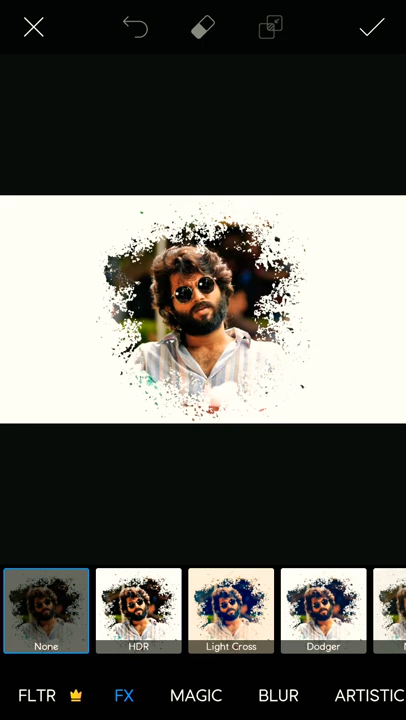 None
HDR
Light Cross
Dodger
FLTR
FX
MAGIC
BLUR
ARTISTIC